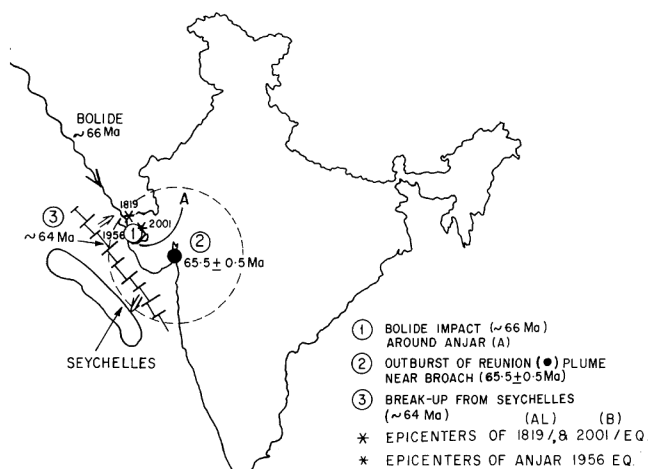 BOLIDE
~66 Ma
1819
A
2001
3
~64 Ma
1956
1
2
65·5 ± 0·5 Ma
SEYCHELLES
1 BOLIDE IMPACT (~66 Ma)
AROUND ANJAR (A)
2 OUTBURST OF REUNION (●) PLUME
NEAR BROACH (65·5±0·5Ma)
3 BREAK-UP FROM SEYCHELLES
(~64 Ma) (AL) (B)
* EPICENTERS OF 1819/, & 2001/EQ.
* EPICENTERS OF ANJAR 1956 EQ.